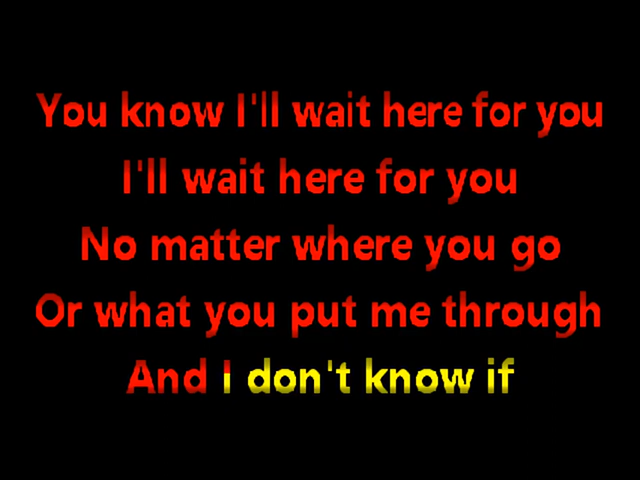 You know I'll wait here for you
I'll wait here for you
No matter where you go
Or what you put me through
And I don't know if